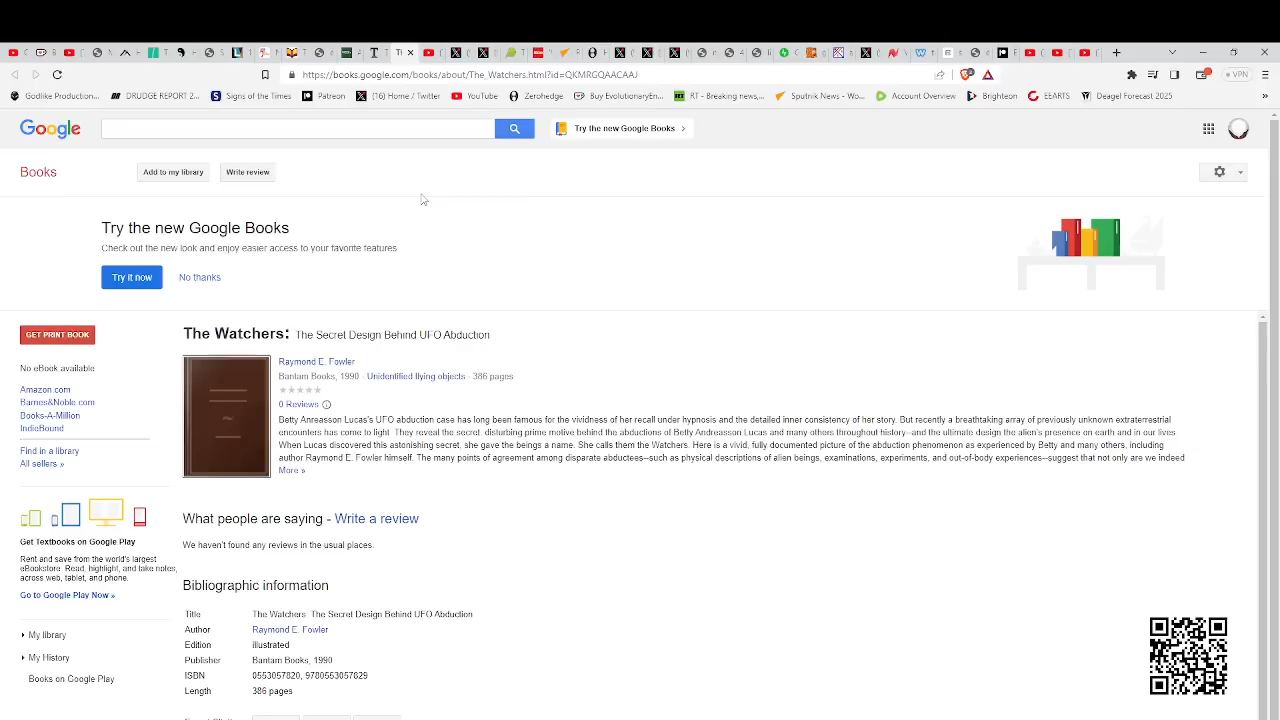 https://books.google.com/books/about/The_Watchers.html?id=QKMRGQAACAAJ
VPN
Godlike Production... DRUDGE REPORT 2... Signs of the Times Patreon (16) Home / Twitter YouTube Zerohedge Buy EvolutionaryEn... RT - Breaking news,... Sputnik News - Wo... Account Overview Brighteon EEARTS Deagel Forecast 2025 »
Google
Try the new Google Books
Books
Add to my library
Write review
Try the new Google Books
Check out the new look and enjoy easier access to your favorite features
Try it now
No thanks
GET PRINT BOOK
No eBook available
Amazon.com
Barnes&Noble.com
Books-A-Million
IndieBound
Find in a library
All sellers »
Get Textbooks on Google Play
Rent and save from the world's largest
eBookstore. Read, highlight, and take notes,
across web, tablet, and phone.
Go to Google Play Now »
My library
My History
Books on Google Play
The Watchers: The Secret Design Behind UFO Abduction
Raymond E. Fowler
Bantam Books, 1990 - Unidentified flying objects - 386 pages
0 Reviews
Betty Anreasson Lucas's UFO abduction case has long been famous for the vividness of her recall under hypnosis and the detailed inner consistency of her story. But recently a breathtaking array of previously unknown extraterrestrial
encounters has come to light. They reveal the secret, disturbing prime motive behind the abductions of Betty Andreasson Lucas and many others throughout history--and the ultimate design the alien's presence on earth and in our lives
When Lucas discovered this astonishing secret, she gave the beings a name. She calls them the Watchers. Here is a vivid, fully documented picture of the abduction phenomenon as experienced by Betty and many others, including
author Raymond E. Fowler himself. The many points of agreement among disparate abductees--such as physical descriptions of alien beings, examinations, experiments, and out-of-body experiences--suggest that not only are we indeed
More »
What people are saying - Write a review
We haven't found any reviews in the usual places.
Bibliographic information
Title The Watchers: The Secret Design Behind UFO Abduction
Author Raymond E. Fowler
Edition illustrated
Publisher Bantam Books, 1990
ISBN 0553057820, 9780553057829
Length 386 pages